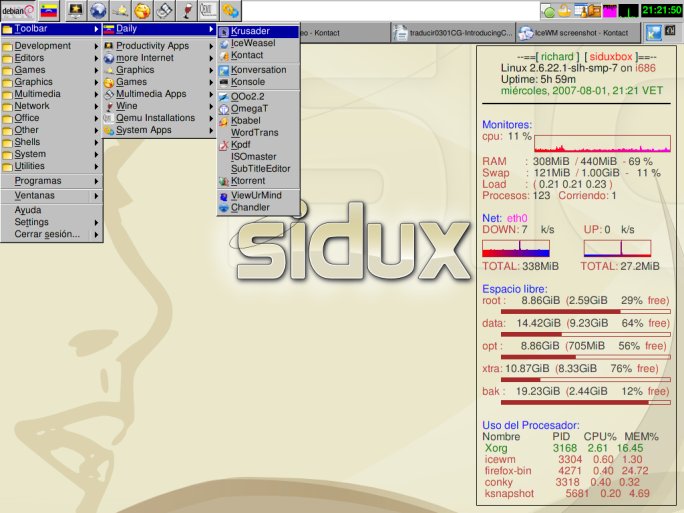 debian
21:21:50
eo - Kontact
traducir0301CG-IntroducingC...
IceWM screenshot - Kontact
Toolbar
Development
Editors
Games
Graphics
Multimedia
Network
Office
Other
Shells
System
Utilities
Programas
Ventanas
Ayuda
Settings
Cerrar sesión...
Daily
Productivity Apps
more Internet
Graphics
Games
Multimedia Apps
Wine
Qemu Installations
System Apps
Krusader
IceWeasel
Kontact
Konversation
Konsole
OOo2.2
OmegaT
Kbabel
WordTrans
Kpdf
ISOmaster
SubTitleEditor
Ktorrent
ViewUrMind
Chandler
sidux
--==[ richard ] [ siduxbox ]==--
Linux 2.6.22.1-slh-smp-7 on i686
Uptime: 5h 59m
miércoles, 2007-08-01, 21:21 VET
Monitores:
cpu: 11 %
RAM : 308MiB / 440MiB - 69 %
Swap : 121MiB / 1.00GiB - 11 %
Load : ( 0.21 0.21 0.23 )
Procesos: 123 Corriendo: 1
Net: eth0
DOWN: 7 k/s UP: 0 k/s
TOTAL: 338MiB TOTAL: 27.2MiB
Espacio libre:
root : 8.86GiB (2.59GiB 29% free)
data: 14.42GiB (9.23GiB 64% free)
opt : 8.86GiB (705MiB 56% free)
xtra: 10.87GiB (8.33GiB 76% free)
bak : 19.23GiB (2.44GiB 12% free)
Uso del Procesador:
Nombre PID CPU% MEM%
Xorg 3168 2.61 16.45
icewm 3304 0.60 1.30
firefox-bin 4271 0.40 24.72
conky 3318 0.40 0.32
ksnapshot 5681 0.20 4.69